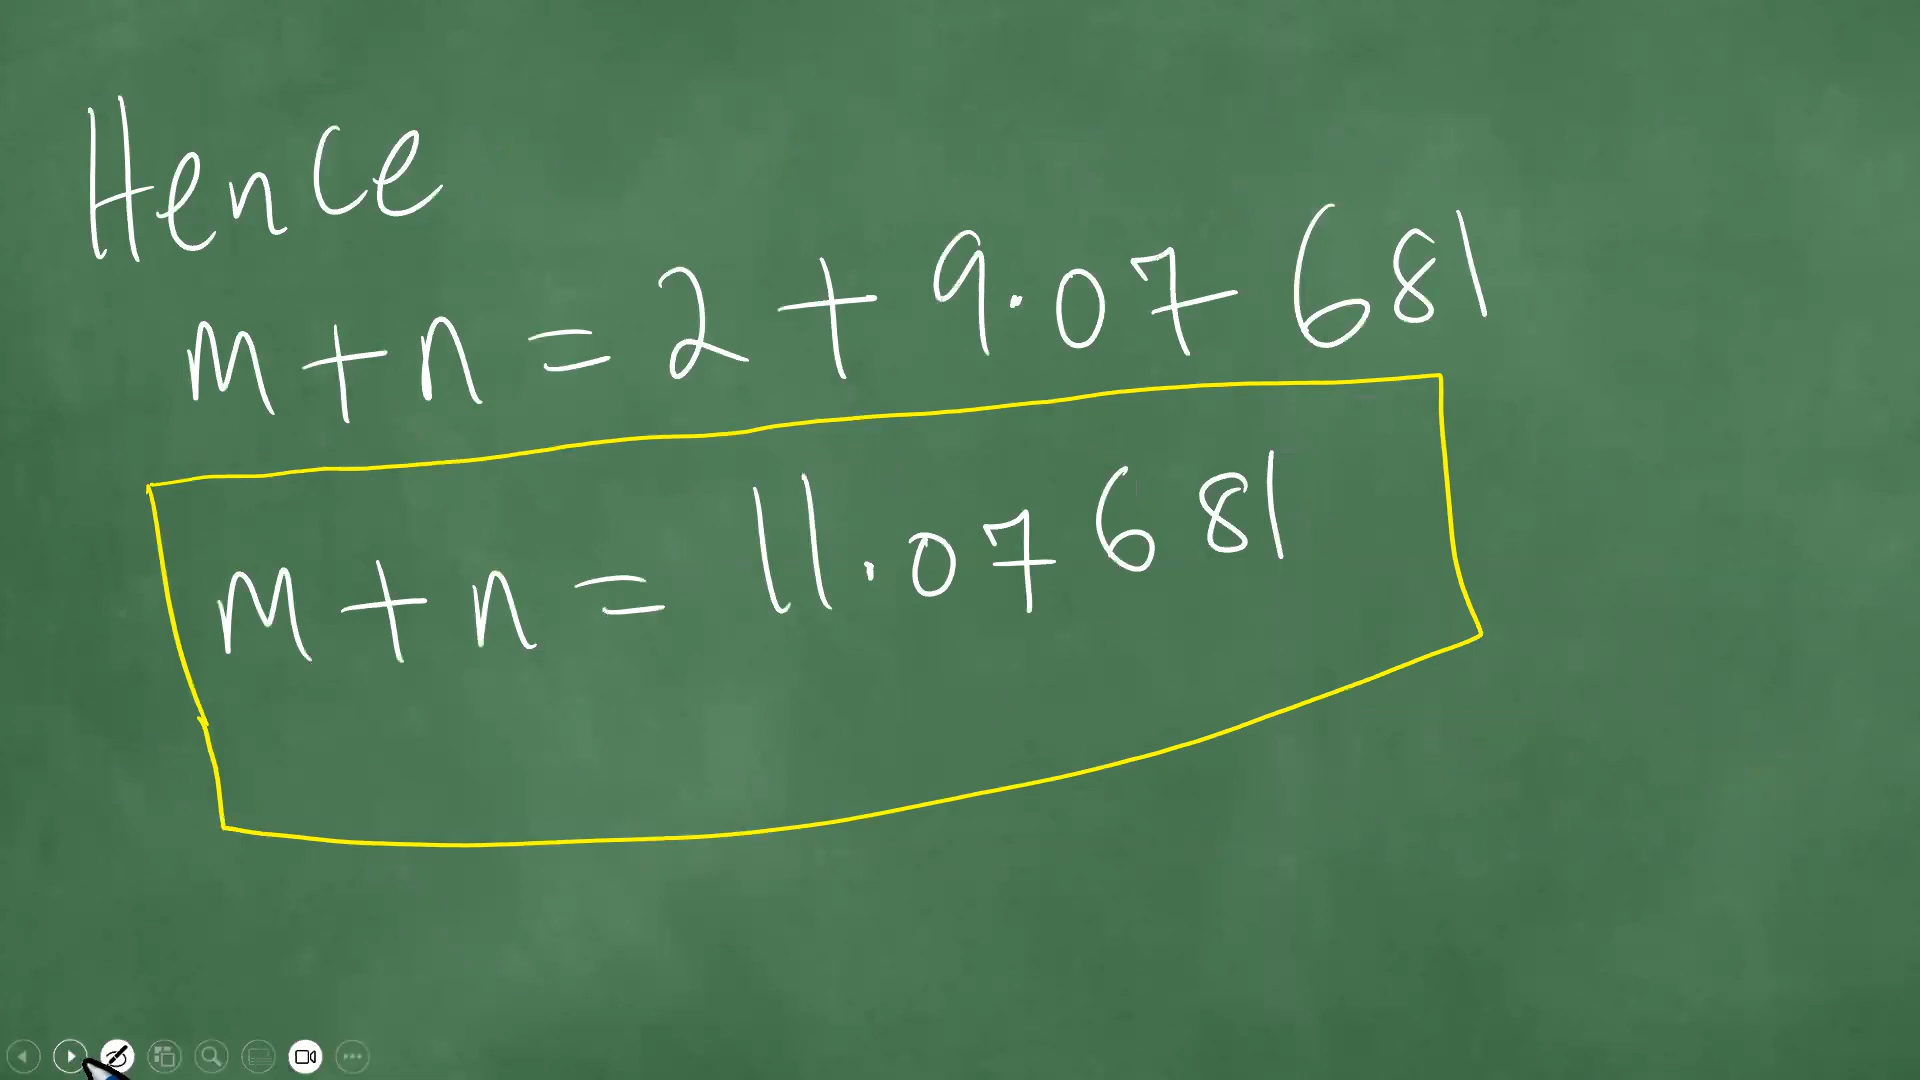 Hence
m+n = 2 + 9.07681
m+n = 11.07681